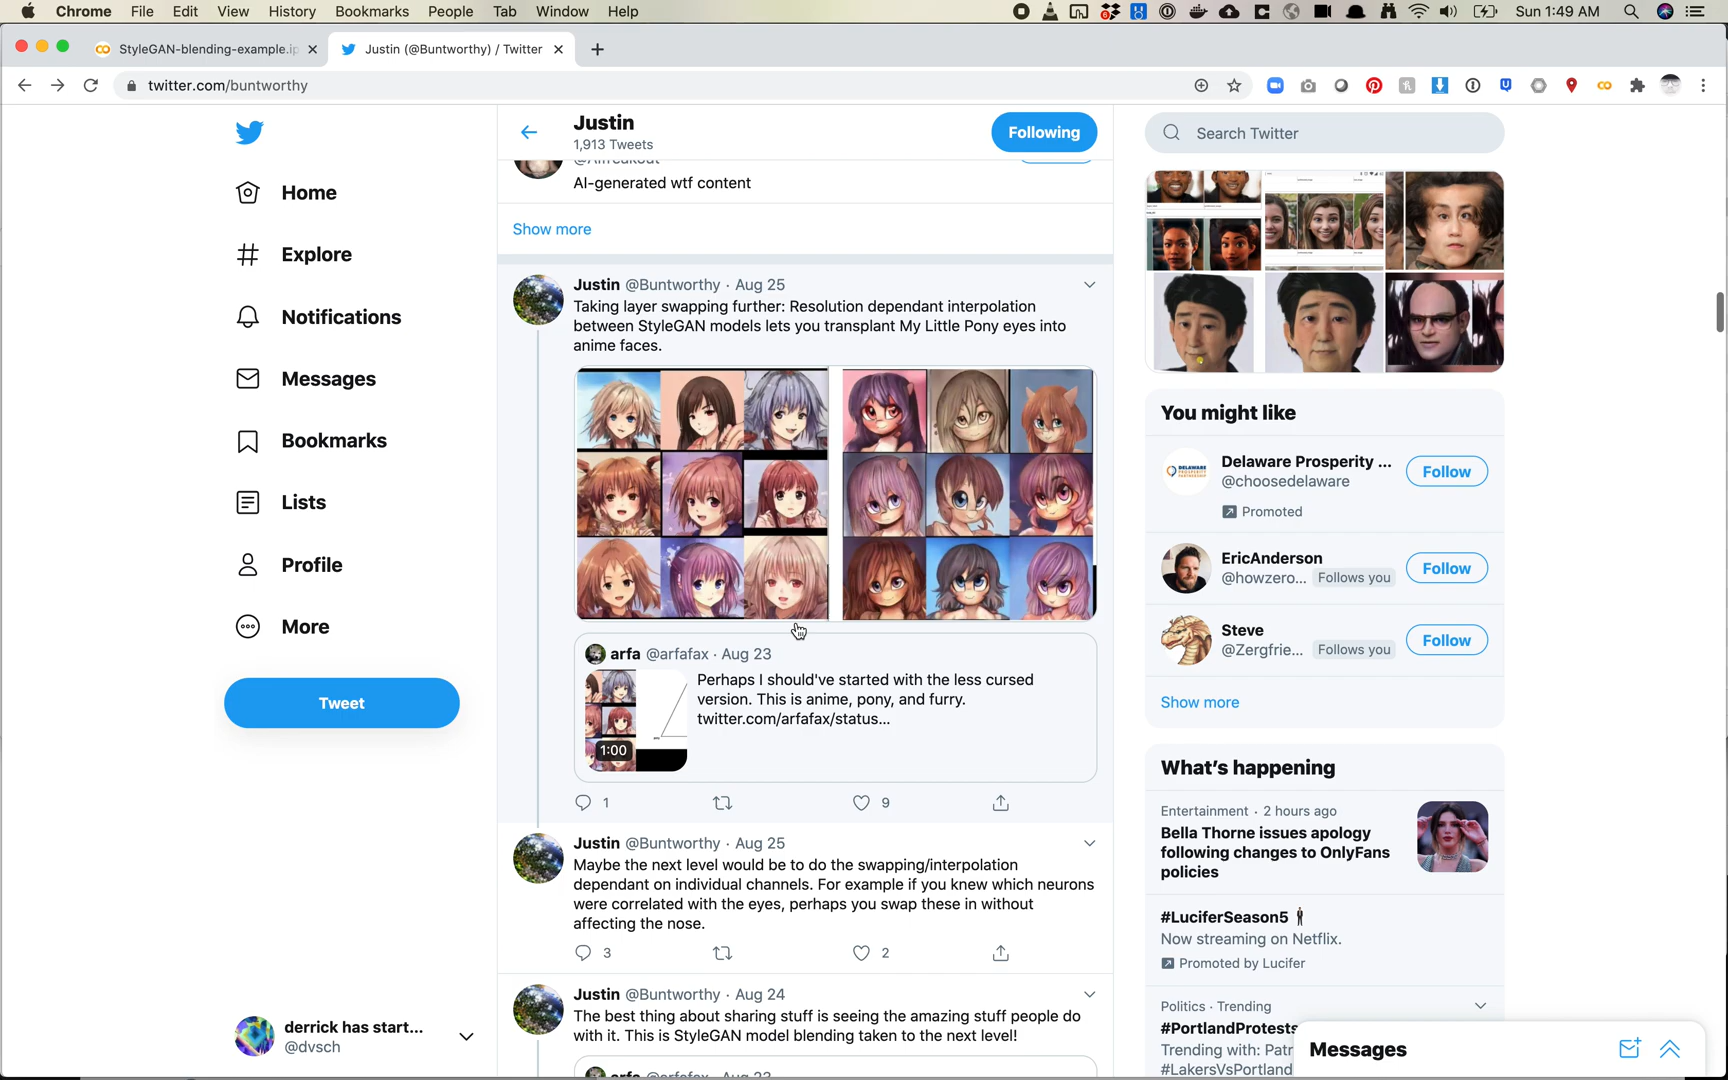 Chrome File Edit View History Bookmarks People Tab Window Help Sun 1:49 AM
StyleGAN-blending-example.ip
Justin (@Buntworthy) / Twitter
twitter.com/buntworthy
Justin
1,913 Tweets
Following
Search Twitter
Home
Explore
Notifications
Messages
Bookmarks
Lists
Profile
More
Tweet
derrick has start...
@dvsch
AI-generated wtf content
Show more
Justin @Buntworthy · Aug 25
Taking layer swapping further: Resolution dependant interpolation
between StyleGAN models lets you transplant My Little Pony eyes into
anime faces.
arfa @arfafax · Aug 23
Perhaps I should've started with the less cursed
version. This is anime, pony, and furry.
twitter.com/arfafax/status...
1:00
1 9
Justin @Buntworthy · Aug 25
Maybe the next level would be to do the swapping/interpolation
dependant on individual channels. For example if you knew which neurons
were correlated with the eyes, perhaps you swap these in without
affecting the nose.
3 2
Justin @Buntworthy · Aug 24
The best thing about sharing stuff is seeing the amazing stuff people do
with it. This is StyleGAN model blending taken to the next level!
You might like
Delaware Prosperity ...
@choosedelaware
Promoted
Follow
EricAnderson
@howzero... Follows you
Follow
Steve
@Zergfrie... Follows you
Follow
Show more
What's happening
Entertainment · 2 hours ago
Bella Thorne issues apology
following changes to OnlyFans
policies
#LuciferSeason5
Now streaming on Netflix.
Promoted by Lucifer
Politics · Trending
#PortlandProtests
Trending with: Patr
#LakersVsPortland
Messages